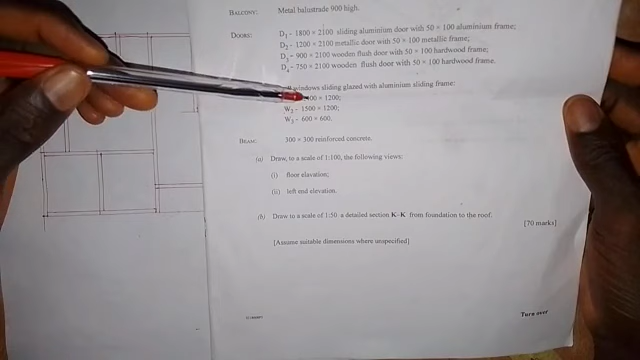 BALCONY: Metal balustrade 900 high.
DOORS: D1 - 1800 × 2100 sliding aluminium door with 50 × 100 aluminium frame;
D2 - 1200 × 2100 metallic door with 50 × 100 metallic frame;
D3 - 900 × 2100 wooden flush door with 50 × 100 hardwood frame;
D4 - 750 × 2100 wooden flush door with 50 × 100 hardwood frame.
windows sliding glazed with aluminium sliding frame:
× 1200;
W2 - 1500 × 1200;
W3 - 600 × 600.
BEAM: 300 × 300 reinforced concrete.
(a) Draw, to a scale of 1:100, the following views:
(i) floor elavation;
(ii) left end elevation.
(b) Draw to a scale of 1:50 a detailed section K–K from foundation to the roof.
[70 marks]
[Assume suitable dimensions where unspecified]
Turn over